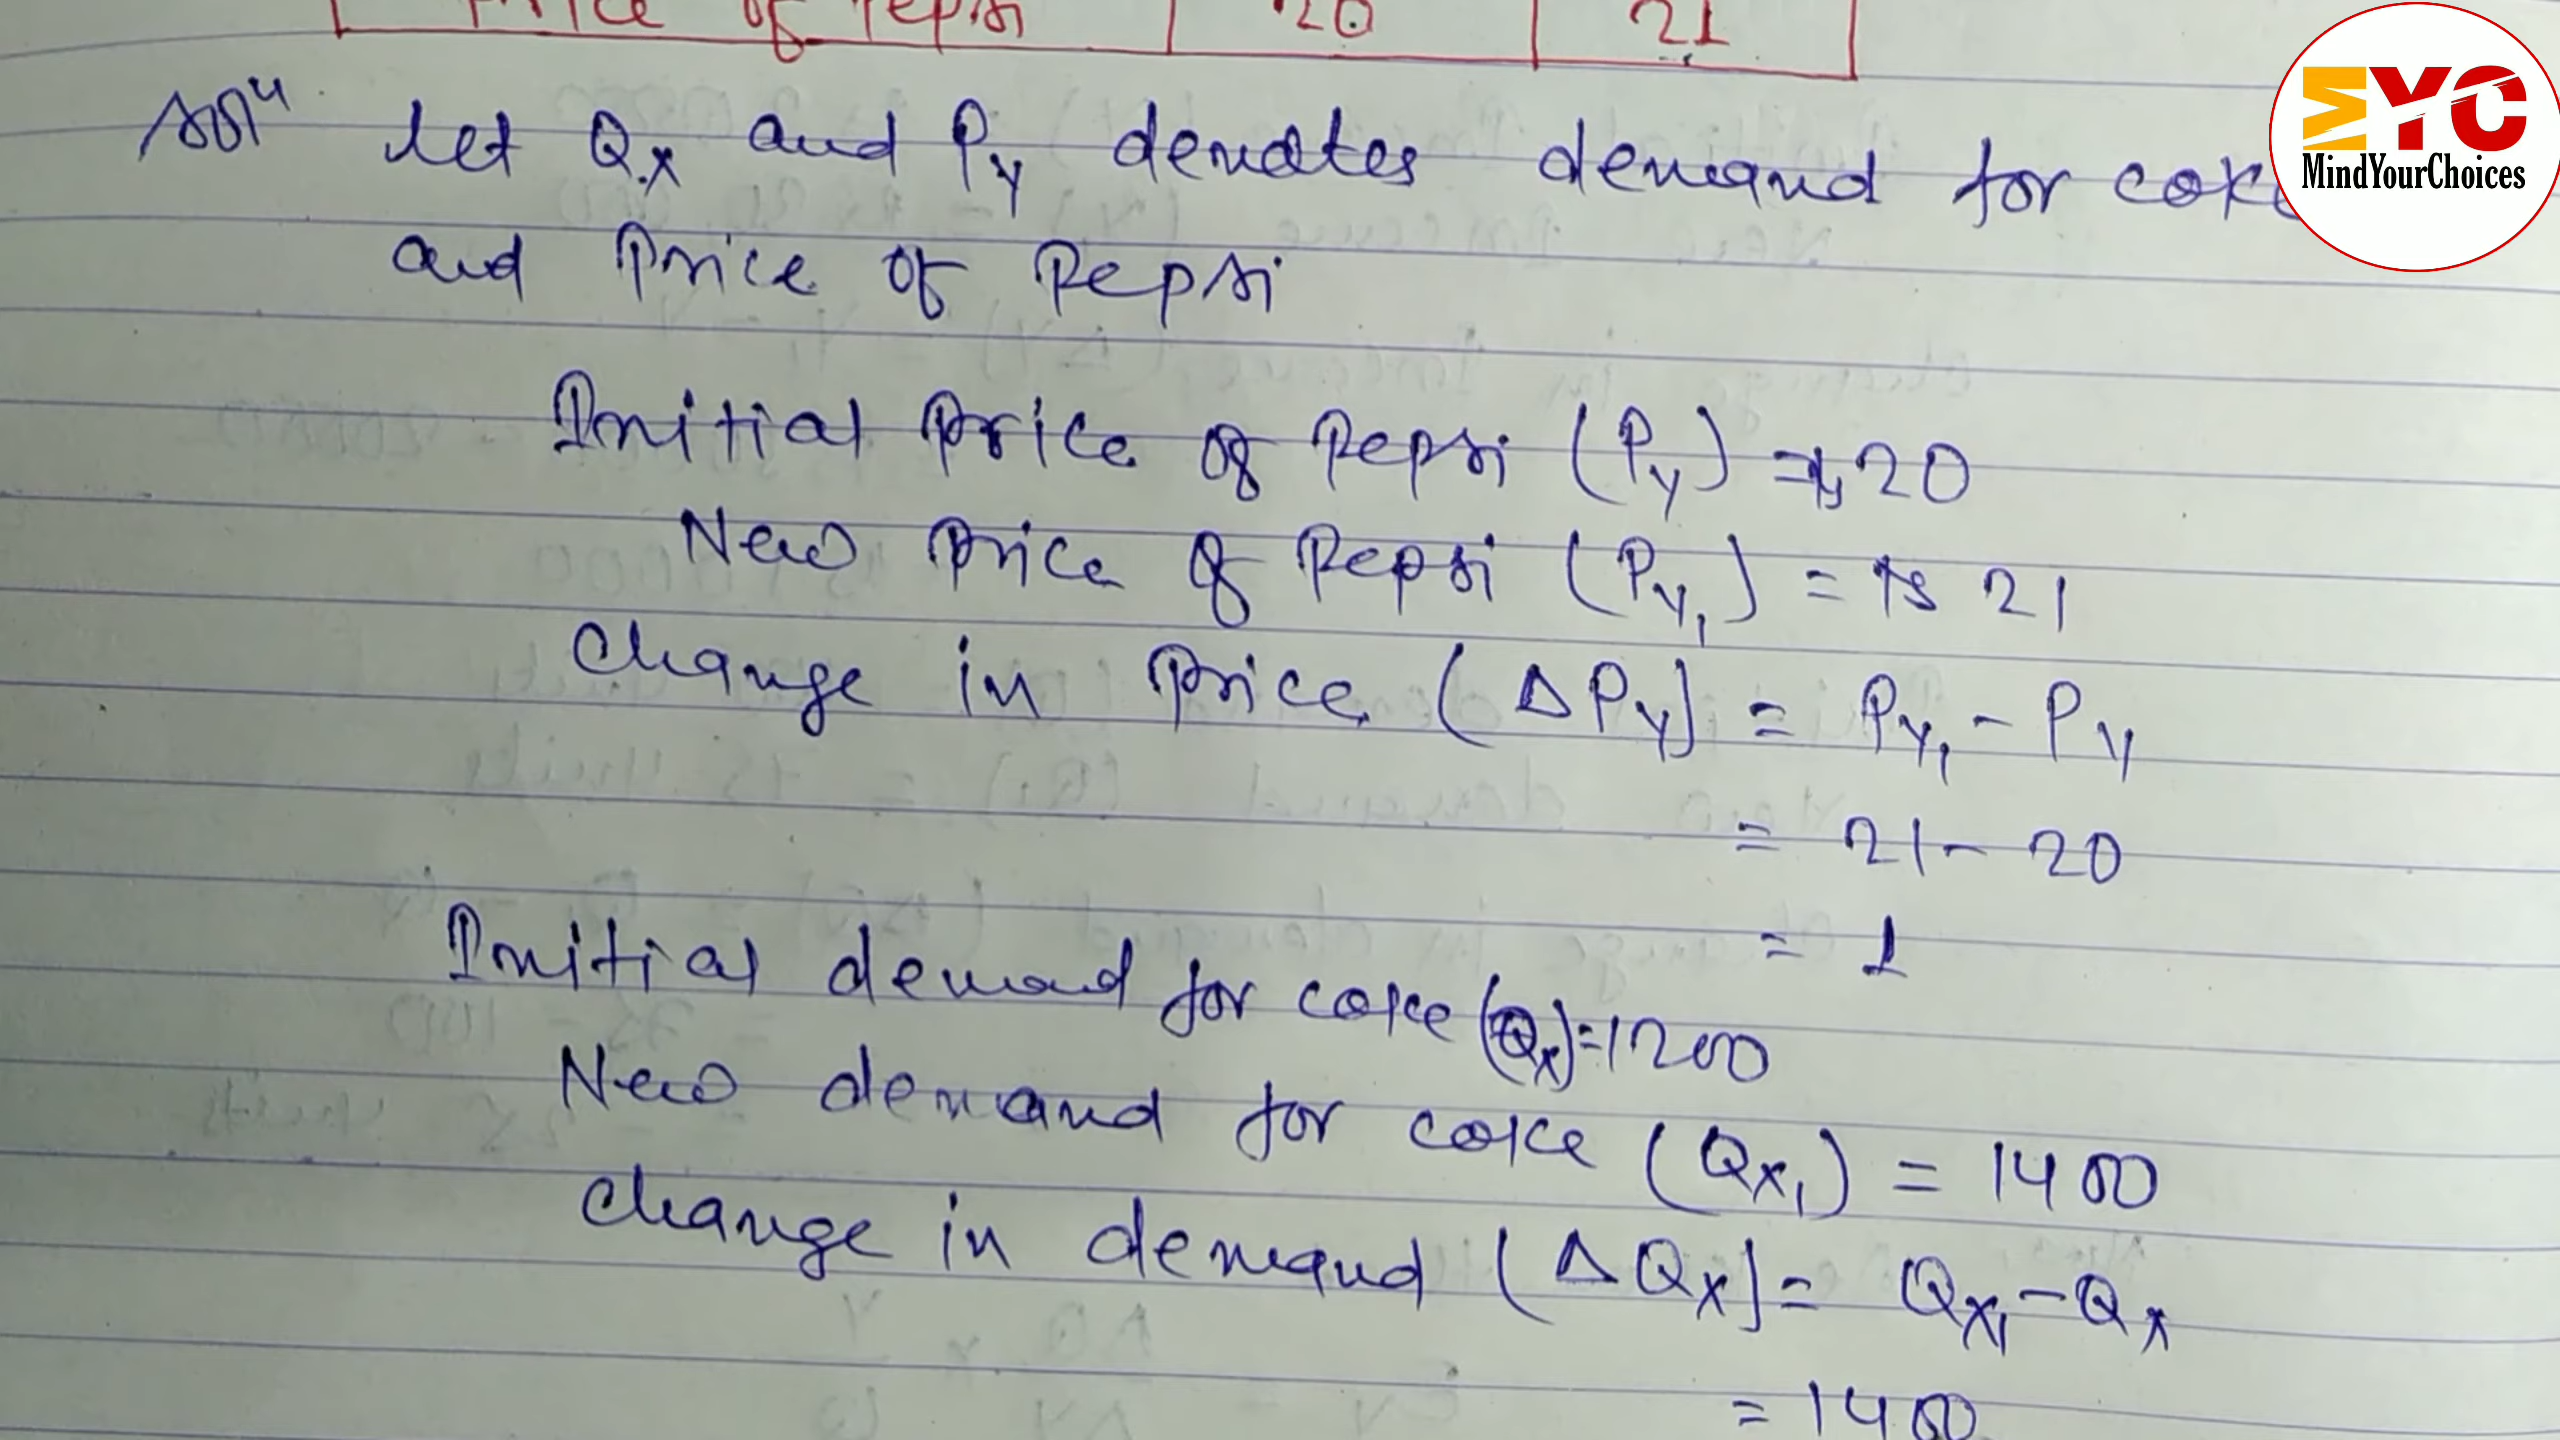 Price of Pepsi 20 21
MYC
MindYourChoices
Solⁿ Let Qx and Py denotes demand for coke
and Price of Pepsi
Initial Price of Pepsi (Py) = Rs 20
New Price of Pepsi (Py₁) = Rs 21
Change in Price (ΔPy) = Py₁ - Py
= 21 - 20
= 1
Initial demand for coke (Qx) = 1200
New demand for coke (Qx₁) = 1400
Change in demand (ΔQx) = Qx₁ - Qx
= 1400